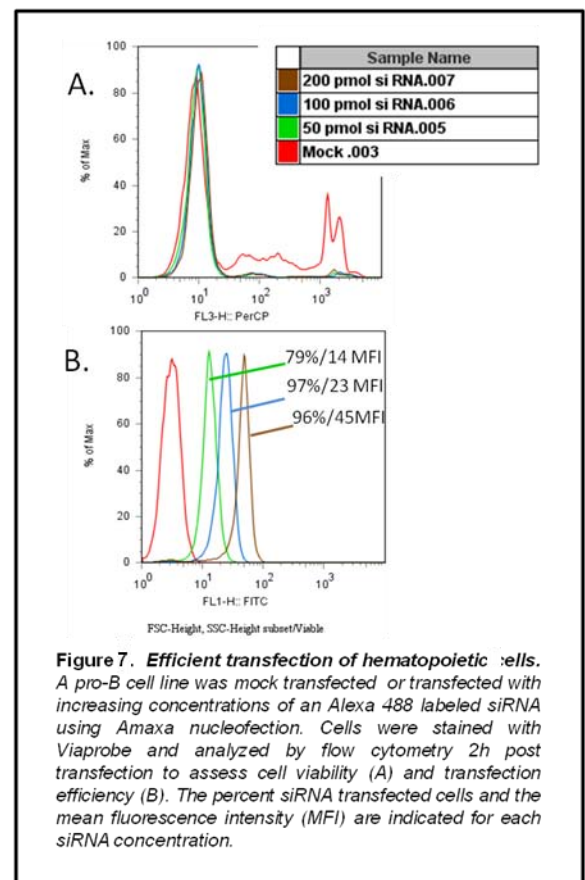 A.
Sample Name
200 pmol si RNA.007
100 pmol si RNA.006
50 pmol si RNA.005
Mock .003
100
80
60
40
20
0
% of Max
10^0 10^1 10^2 10^3
FL3-H:: PerCP
B.
79%/14 MFI
97%/23 MFI
96%/45MFI
100
80
60
40
20
0
% of Max
10^0 10^1 10^2 10^3
FL1-H:: FITC
FSC-Height, SSC-Height subset/Viable
Figure 7. Efficient transfection of hematopoietic cells.
A pro-B cell line was mock transfected or transfected with
increasing concentrations of an Alexa 488 labeled siRNA
using Amaxa nucleofection. Cells were stained with
Viaprobe and analyzed by flow cytometry 2h post
transfection to assess cell viability (A) and transfection
efficiency (B). The percent siRNA transfected cells and the
mean fluorescence intensity (MFI) are indicated for each
siRNA concentration.